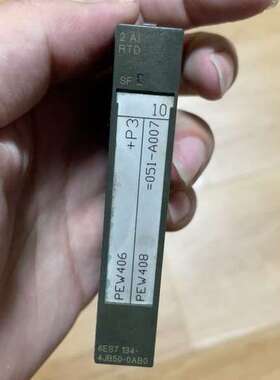 2 AI
RTD
SF
10
+P3
=051-A007
PEW406
PEW408
6ES7 134-
4JB50-0AB0